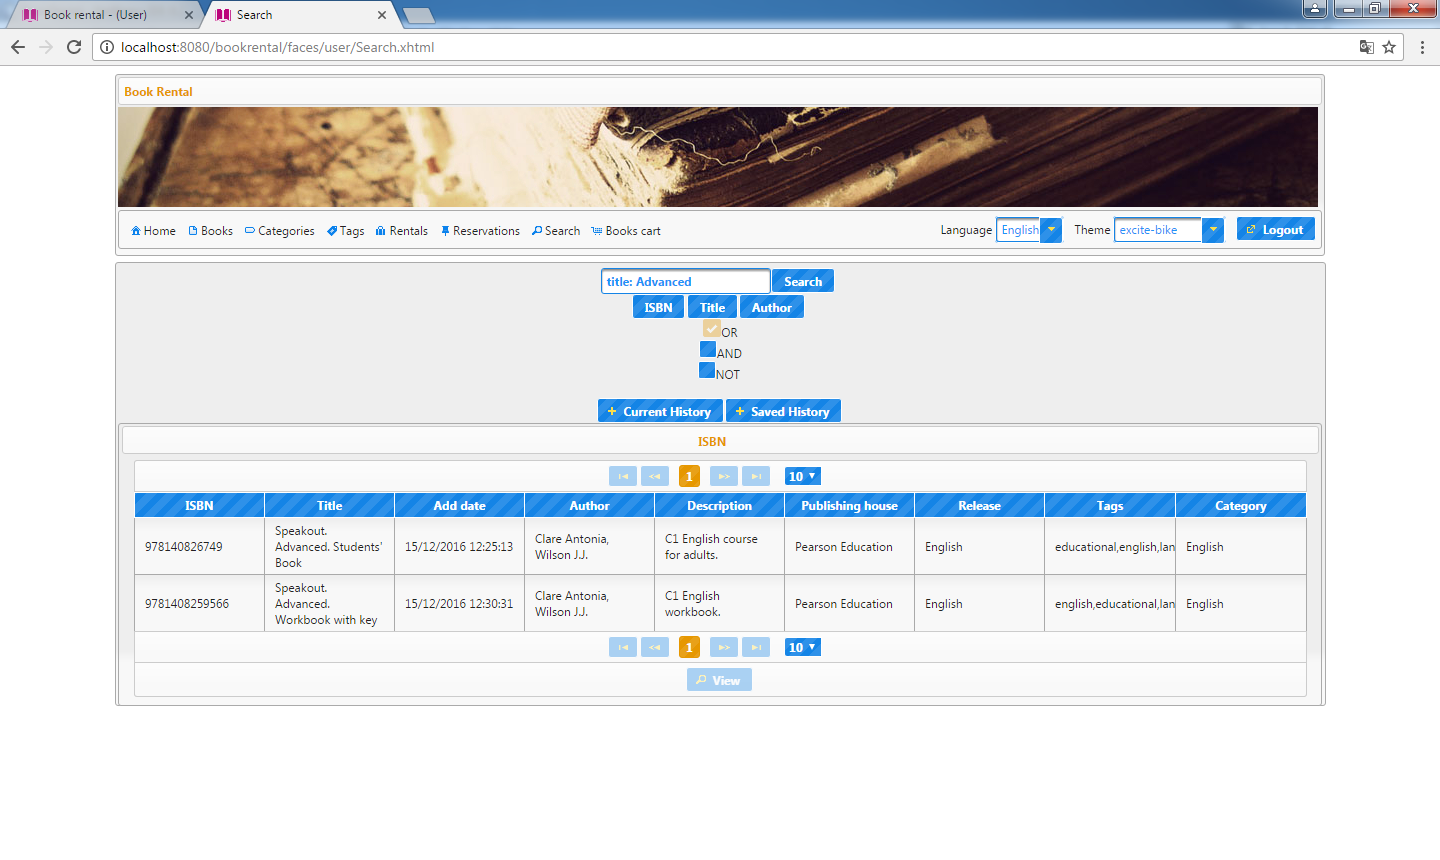 Book rental - (User)
Search
localhost:8080/bookrental/faces/user/Search.xhtml
Book Rental
Home Books Categories Tags Rentals Reservations Search Books cart Language English Theme excite-bike Logout
title: Advanced Search
ISBN Title Author
OR
AND
NOT
Current History Saved History
ISBN
1 10
ISBN Title Add date Author Description Publishing house Release Tags Category
978140826749 Speakout. Advanced. Students' Book 15/12/2016 12:25:13 Clare Antonia, Wilson J.J. C1 English course for adults. Pearson Education English educational,english,lan English
9781408259566 Speakout. Advanced. Workbook with key 15/12/2016 12:30:31 Clare Antonia, Wilson J.J. C1 English workbook. Pearson Education English english,educational,lan English
1 10
View